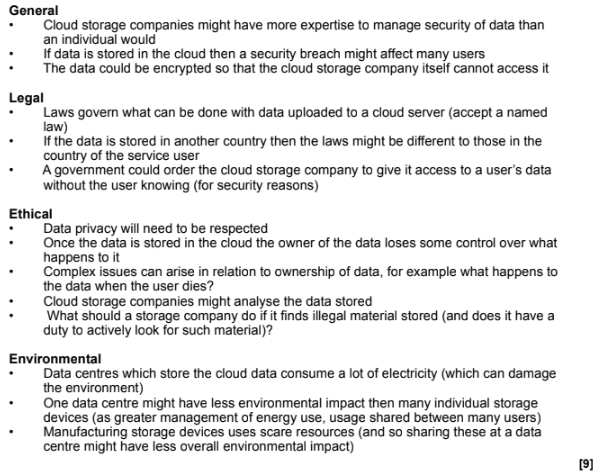 General
• Cloud storage companies might have more expertise to manage security of data than
an individual would
• If data is stored in the cloud then a security breach might affect many users
• The data could be encrypted so that the cloud storage company itself cannot access it
Legal
• Laws govern what can be done with data uploaded to a cloud server (accept a named
law)
• If the data is stored in another country then the laws might be different to those in the
country of the service user
• A government could order the cloud storage company to give it access to a user's data
without the user knowing (for security reasons)
Ethical
• Data privacy will need to be respected
• Once the data is stored in the cloud the owner of the data loses some control over what
happens to it
• Complex issues can arise in relation to ownership of data, for example what happens to
the data when the user dies?
• Cloud storage companies might analyse the data stored
• What should a storage company do if it finds illegal material stored (and does it have a
duty to actively look for such material)?
Environmental
• Data centres which store the cloud data consume a lot of electricity (which can damage
the environment)
• One data centre might have less environmental impact then many individual storage
devices (as greater management of energy use, usage shared between many users)
• Manufacturing storage devices uses scare resources (and so sharing these at a data
centre might have less overall environmental impact)
[9]